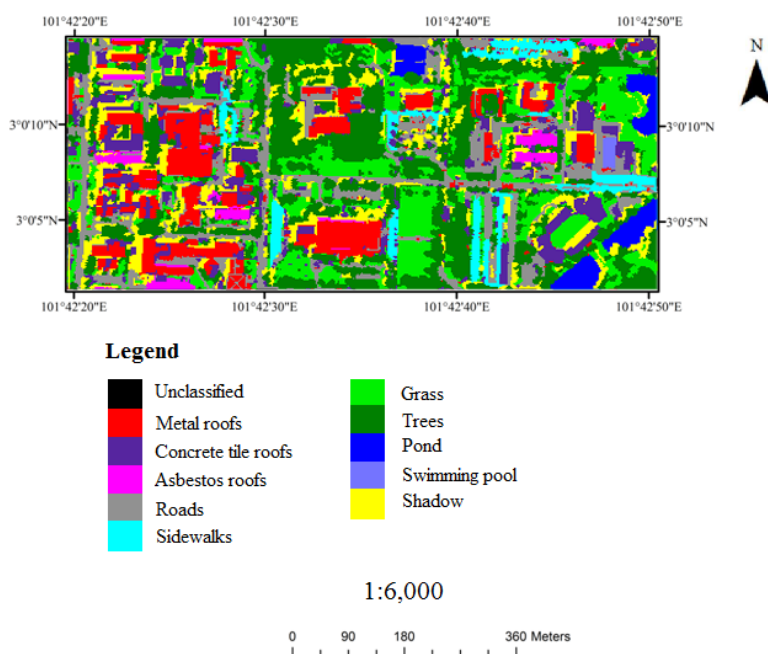 101°42'20"E 101°42'30"E 101°42'40"E 101°42'50"E
N
3°0'10"N 3°0'10"N
3°0'5"N 3°0'5"N
101°42'20"E 101°42'30"E 101°42'40"E 101°42'50"E
Legend
Unclassified
Metal roofs
Concrete tile roofs
Asbestos roofs
Roads
Sidewalks
Grass
Trees
Pond
Swimming pool
Shadow
1:6,000
0 90 180 360 Meters